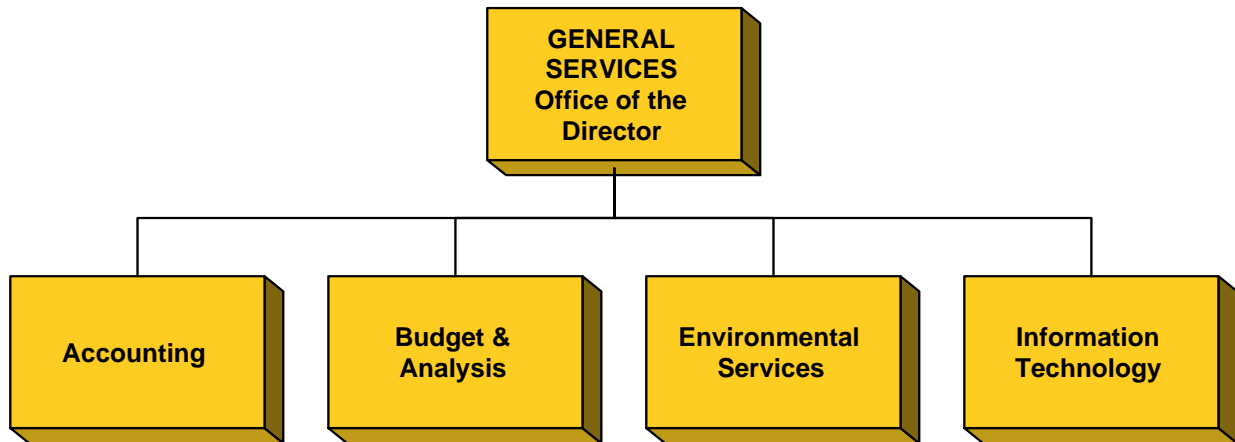 GENERAL
SERVICES
Office of the
Director
Accounting
Budget &
Analysis
Environmental
Services
Information
Technology